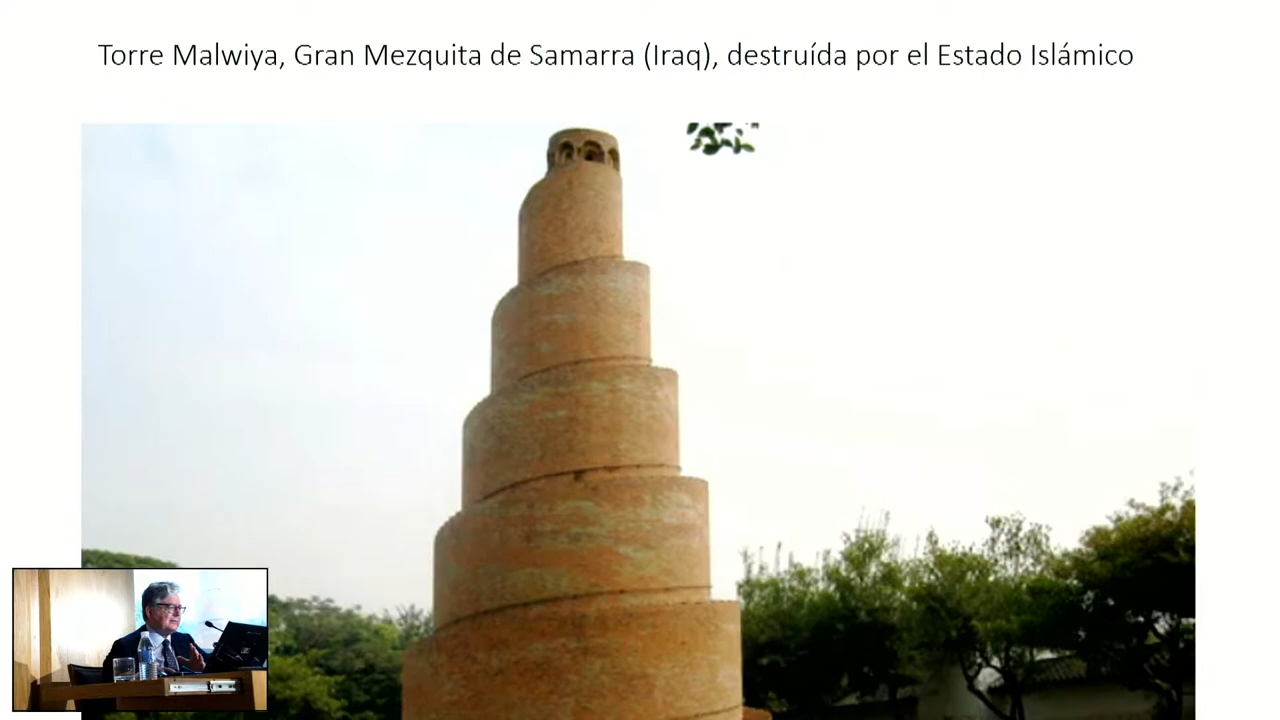 Torre Malwiya, Gran Mezquita de Samarra (Iraq), destruída por el Estado Islámico